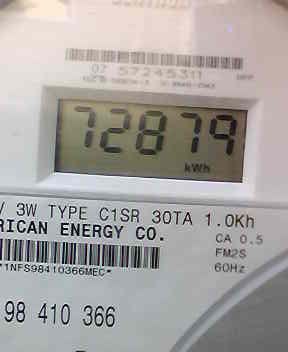 07 57245311
72879
kWh
V 3W TYPE C1SR 30TA 1.0Kh
RICAN ENERGY CO.
CA 0.5
FM2S
60Hz
*1NFS98410366MEC*
98 410 366